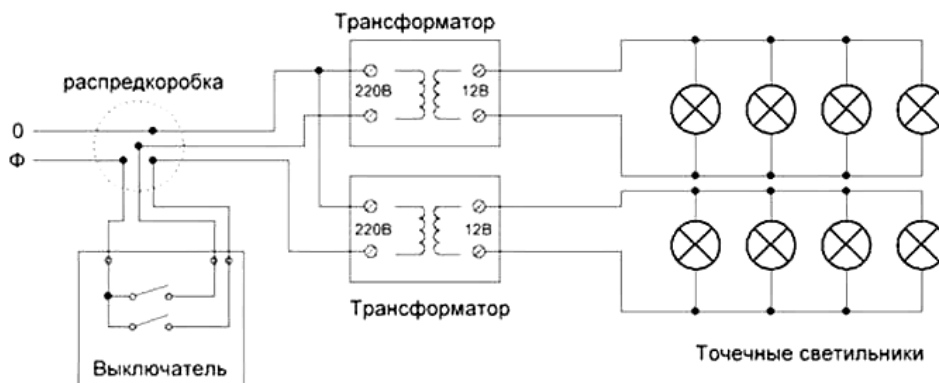 Трансформатор
распредкоробка
220В
12В
0
Ф
220В
12В
Трансформатор
Выключатель
Точечные светильники